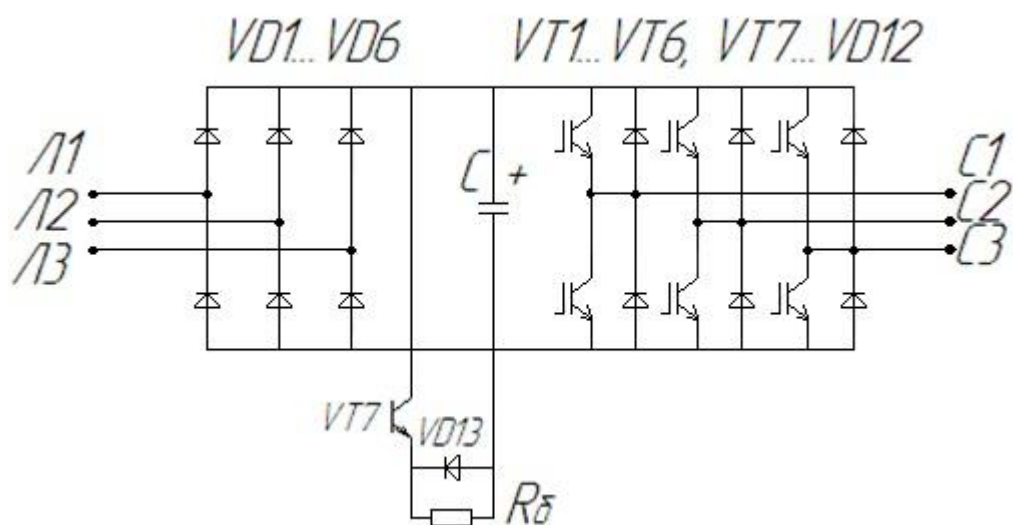 VD1...VD6
VT1...VT6, VT7...VD12
Л1
Л2
Л3
C +
C1
C2
C3
VT7
VD13
Rб